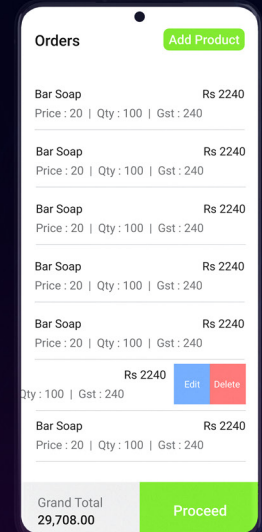 Orders Add Product
Bar Soap Rs 2240
Price : 20 | Qty : 100 | Gst : 240
Bar Soap Rs 2240
Price : 20 | Qty : 100 | Gst : 240
Bar Soap Rs 2240
Price : 20 | Qty : 100 | Gst : 240
Bar Soap Rs 2240
Price : 20 | Qty : 100 | Gst : 240
Bar Soap Rs 2240
Price : 20 | Qty : 100 | Gst : 240
Rs 2240 Edit Delete
Qty : 100 | Gst : 240
Bar Soap Rs 2240
Price : 20 | Qty : 100 | Gst : 240
Grand Total
29,708.00 Proceed